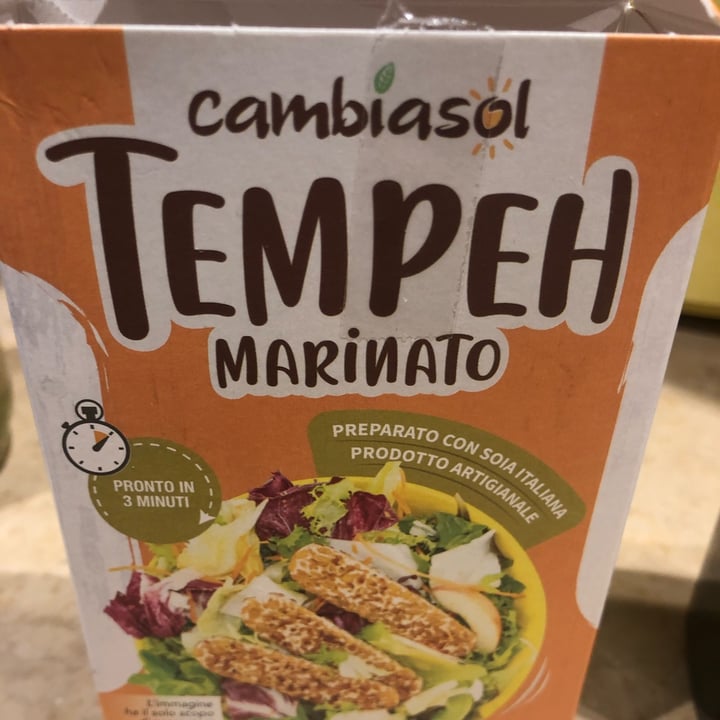 cambiasol
TEMPEH
MARINATO
PREPARATO CON SOIA ITALIANA
PRODOTTO ARTIGIANALE
PRONTO IN
3 MINUTI
L'immagine
ha il solo scopo